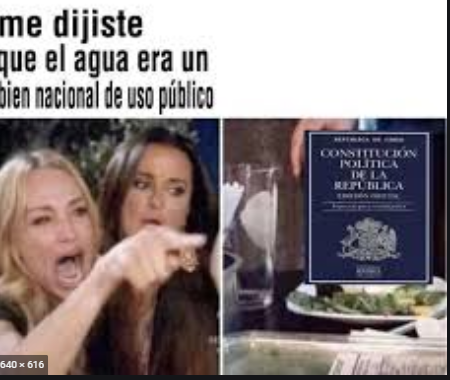 me dijiste
que el agua era un
bien nacional de uso público
REPÚBLICA DE CHILE
CONSTITUCIÓN
POLÍTICA
DE LA
REPÚBLICA
EDICIÓN OFICIAL
640 × 616